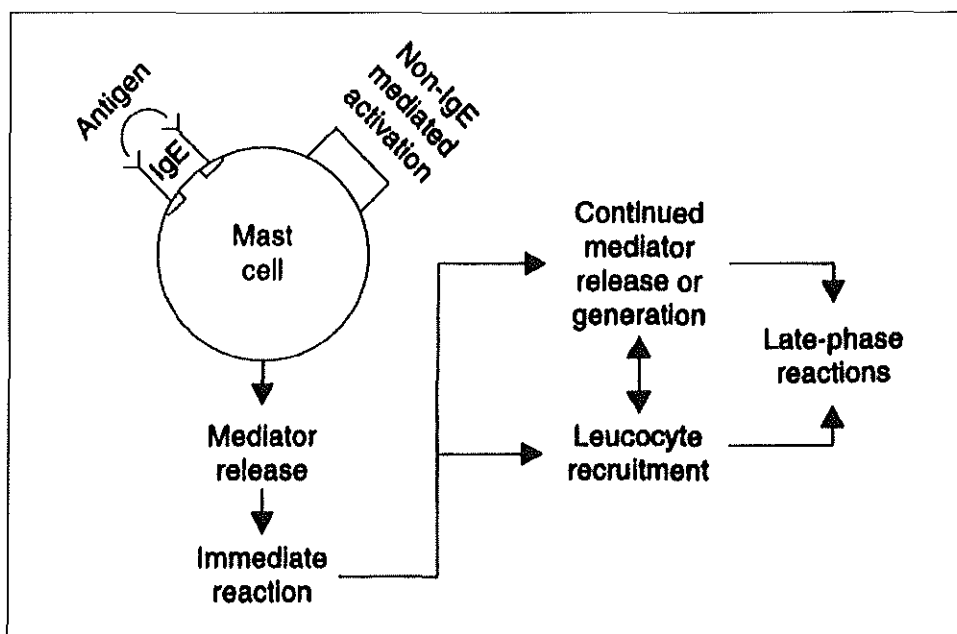 Antigen
IgE
Non-IgE
mediated
activation
Mast
cell
Mediator
release
Immediate
reaction
Continued
mediator
release or
generation
Leucocyte
recruitment
Late-phase
reactions